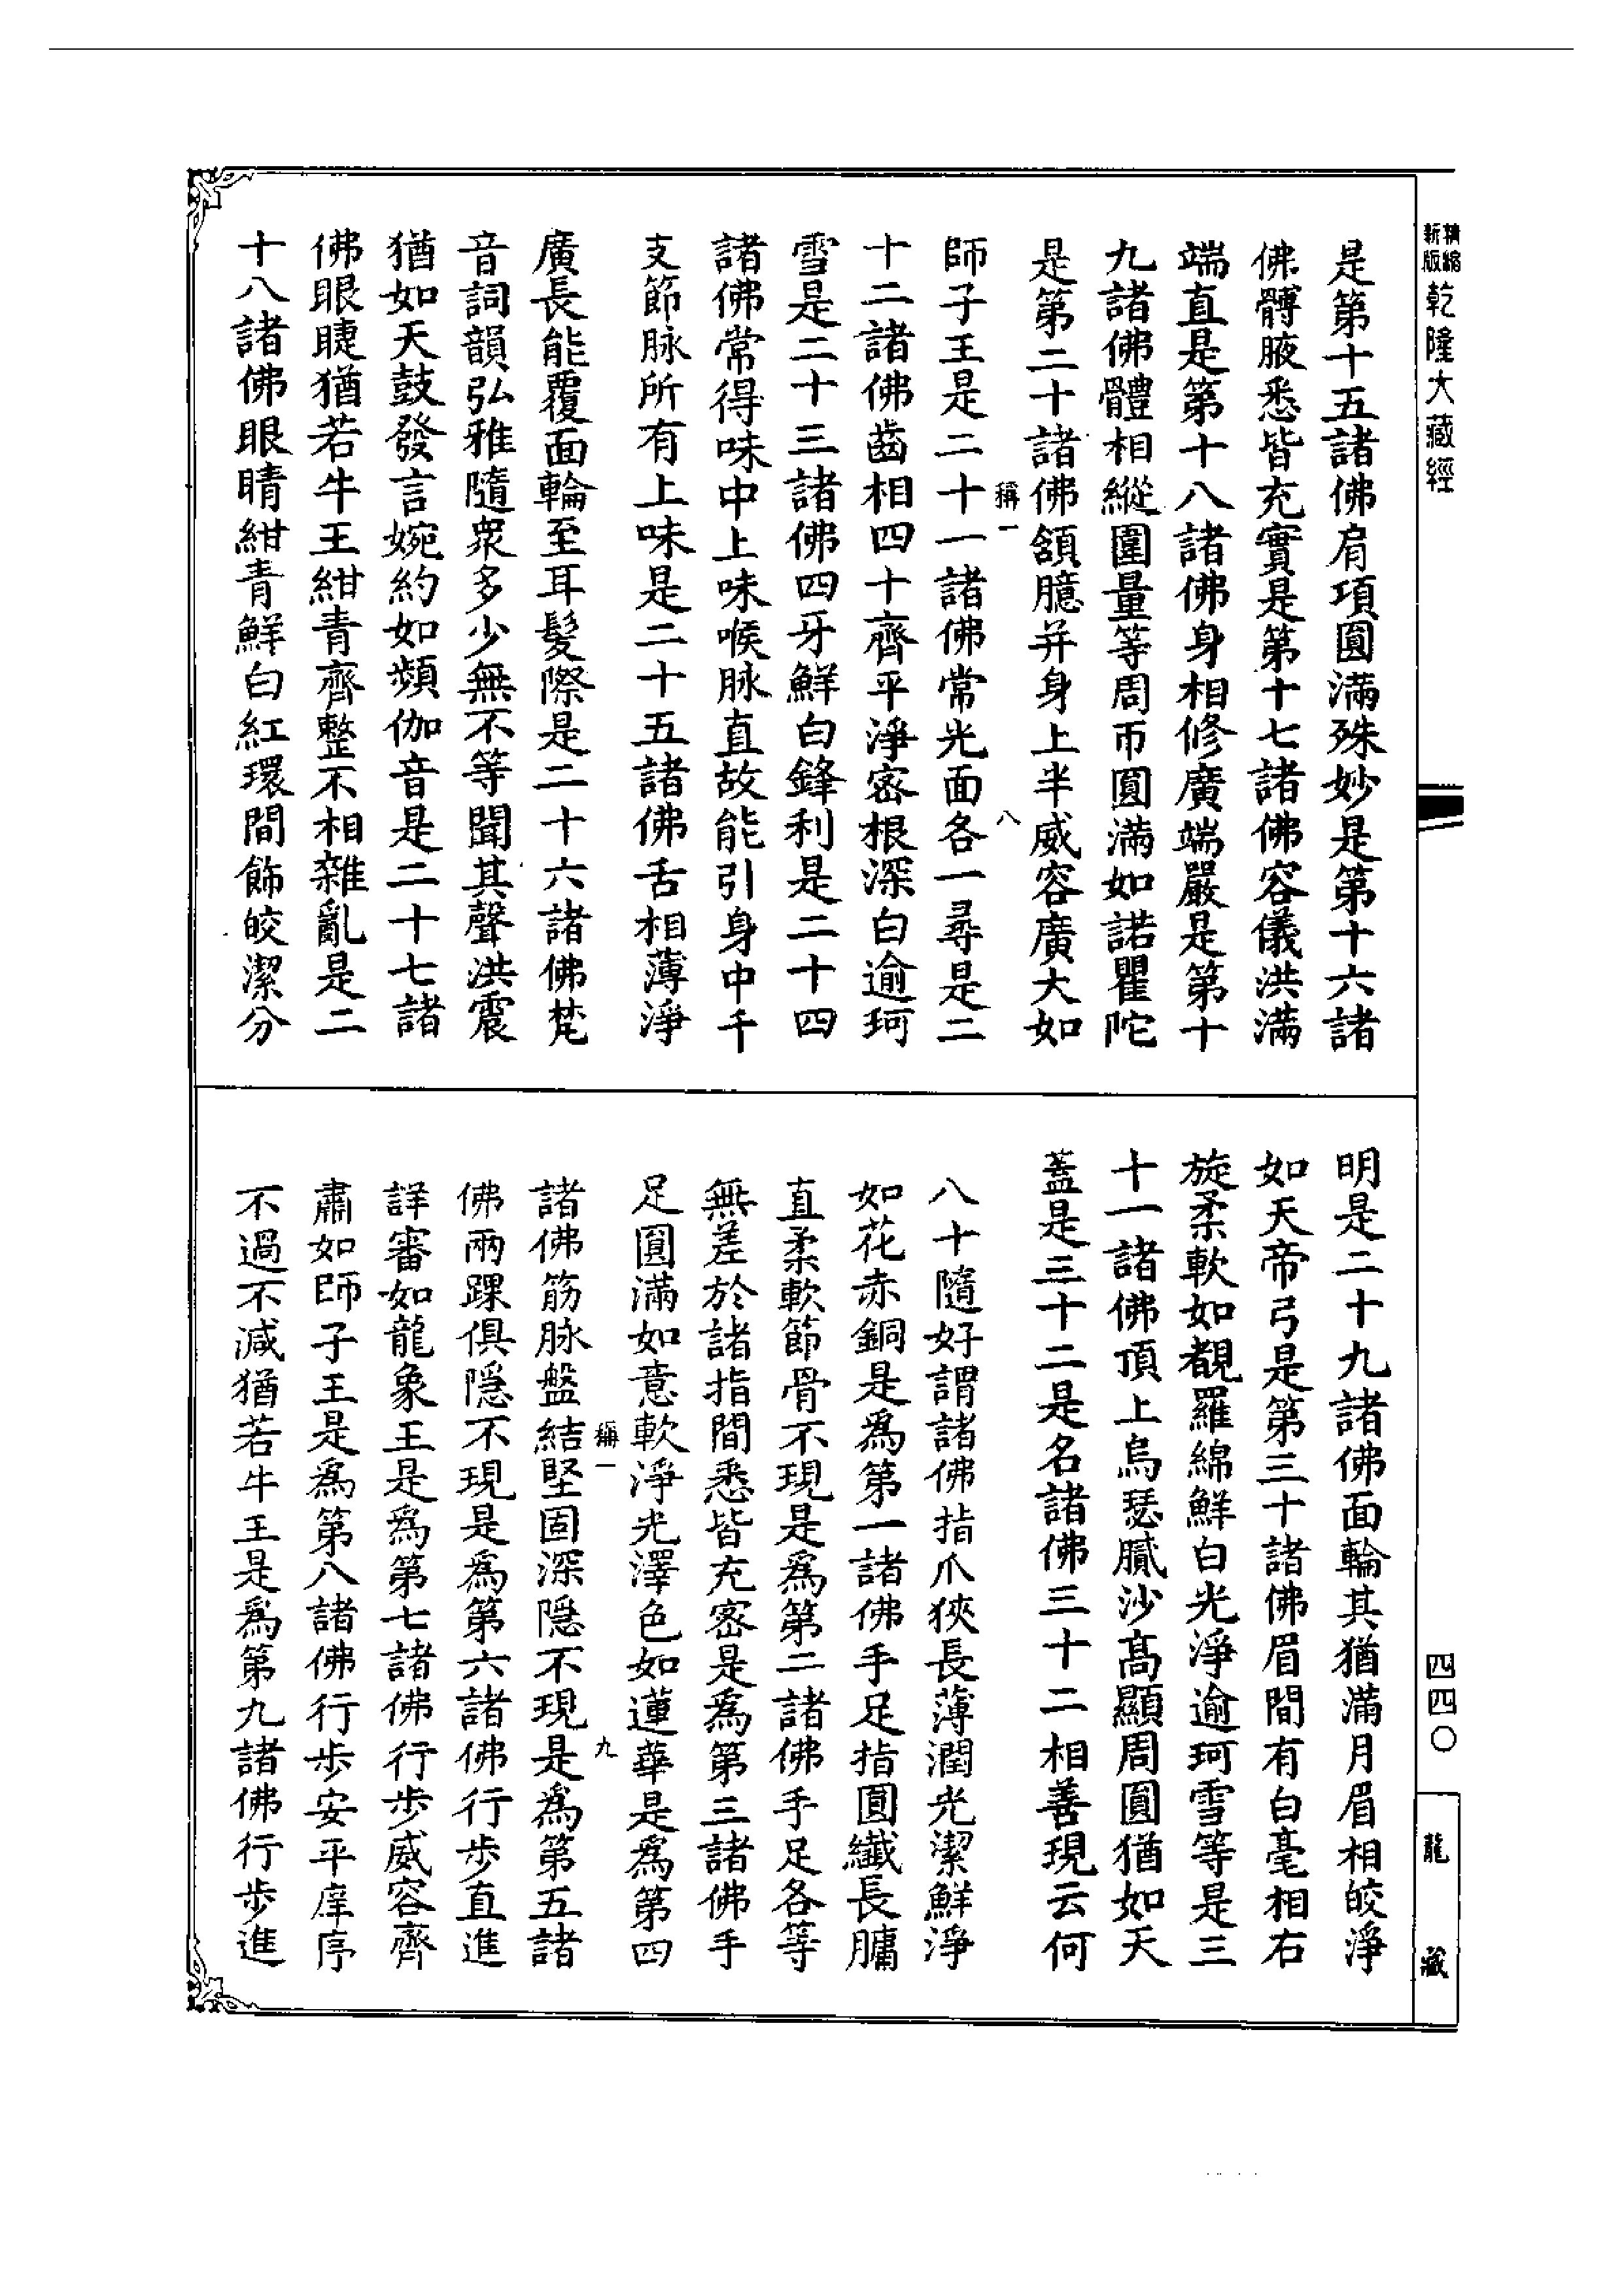 精縮新版乾隆大藏經
四四〇
龍藏
是第十五諸佛肩項圓滿殊妙是第十六諸
佛髆腋悉皆充實是第十七諸佛容儀洪滿
端直是第十八諸佛身相修廣端嚴是第十
九諸佛體相縱圍量等周帀圓滿如諾瞿陀
是第二十諸佛頷臆并身上半威容廣大如
稱一　八
師子王是二十一諸佛常光面各一尋是二
十二諸佛齒相四十齊平淨密根深白逾珂
雪是二十三諸佛四牙鮮白鋒利是二十四
諸佛常得味中上味喉脉直故能引身中千
支節脉所有上味是二十五諸佛舌相薄淨
廣長能覆面輪至耳髮際是二十六諸佛梵
音詞韻弘雅隨衆多少無不等聞其聲洪震
猶如天鼓發言婉約如頻伽音是二十七諸
佛眼睫猶若牛王紺青齊整不相雜亂是二
十八諸佛眼睛紺青鮮白紅環間飾皎潔分
明是二十九諸佛面輪其猶滿月眉相皎淨
如天帝弓是第三十諸佛眉間有白毫相右
旋柔軟如覩羅綿鮮白光淨逾珂雪等是三
十一諸佛頂上烏瑟膩沙高顯周圓猶如天
蓋是三十二是名諸佛三十二相善現云何
八十隨好謂諸佛指爪狹長薄潤光潔鮮淨
如花赤銅是爲第一諸佛手足指圓纖長𦟛
直柔軟節骨不現是爲第二諸佛手足各等
無差於諸指間悉皆充密是爲第三諸佛手
足圓滿如意軟淨光澤色如蓮華是爲第四
稱一　九
諸佛筋脉盤結堅固深隱不現是爲第五諸
佛兩踝俱隱不現是爲第六諸佛行步直進
詳審如龍象王是爲第七諸佛行步威容齊
肅如師子王是爲第八諸佛行步安平庠序
不過不減猶若牛王是爲第九諸佛行步進